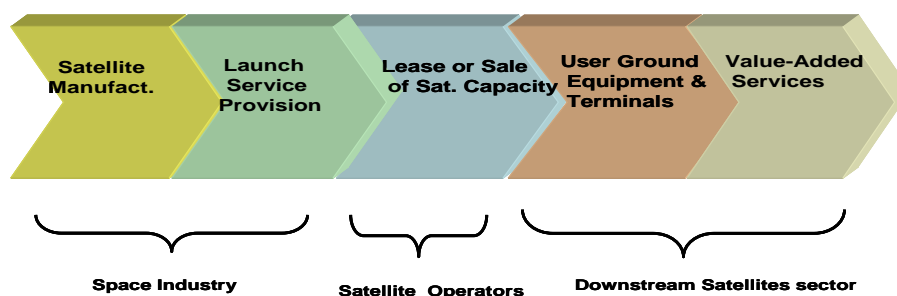 Satellite
Manufact.
Launch
Service
Provision
Lease or Sale
of Sat. Capacity
User Ground
Equipment &
Terminals
Value-Added
Services
Space Industry
Satellite Operators
Downstream Satellites sector